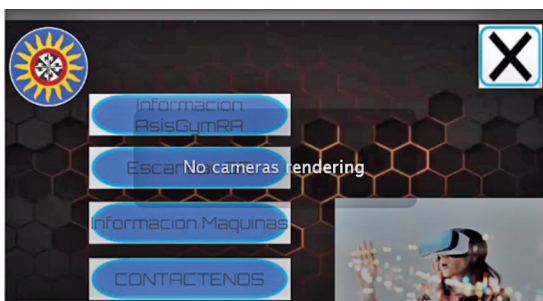 Informacion
AsisGymRA
No cameras rendering
Informacion Maquinas
CONTACTENOS